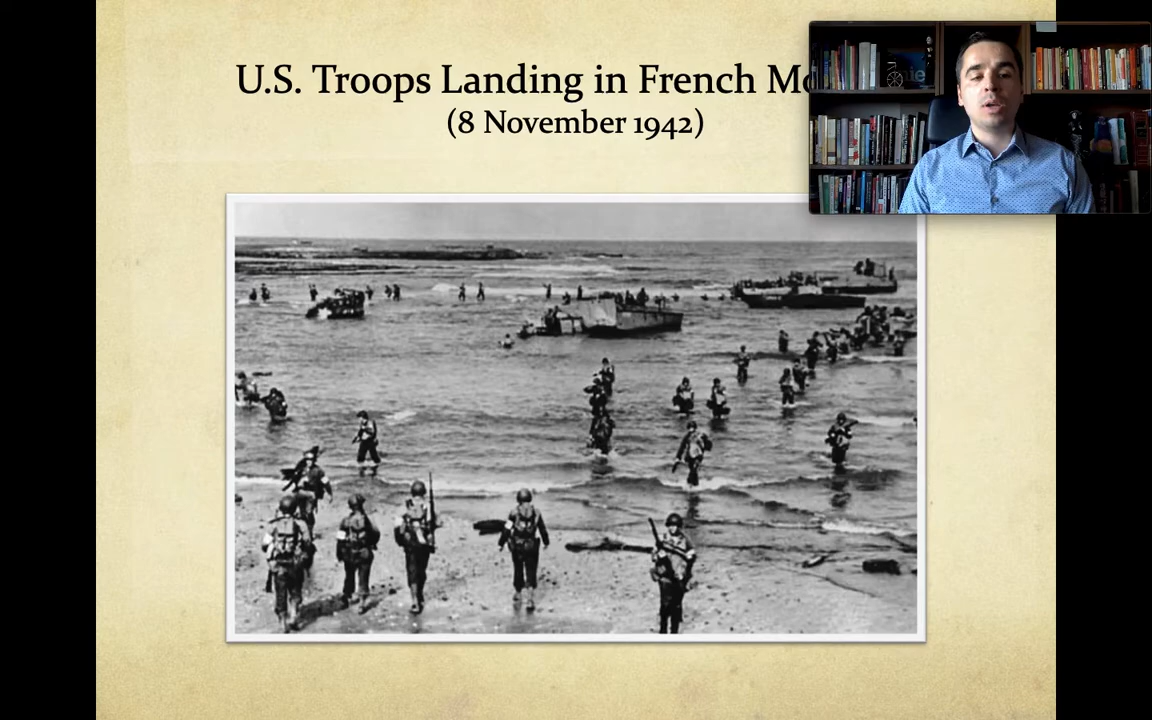 U.S. Troops Landing in French Mo
(8 November 1942)